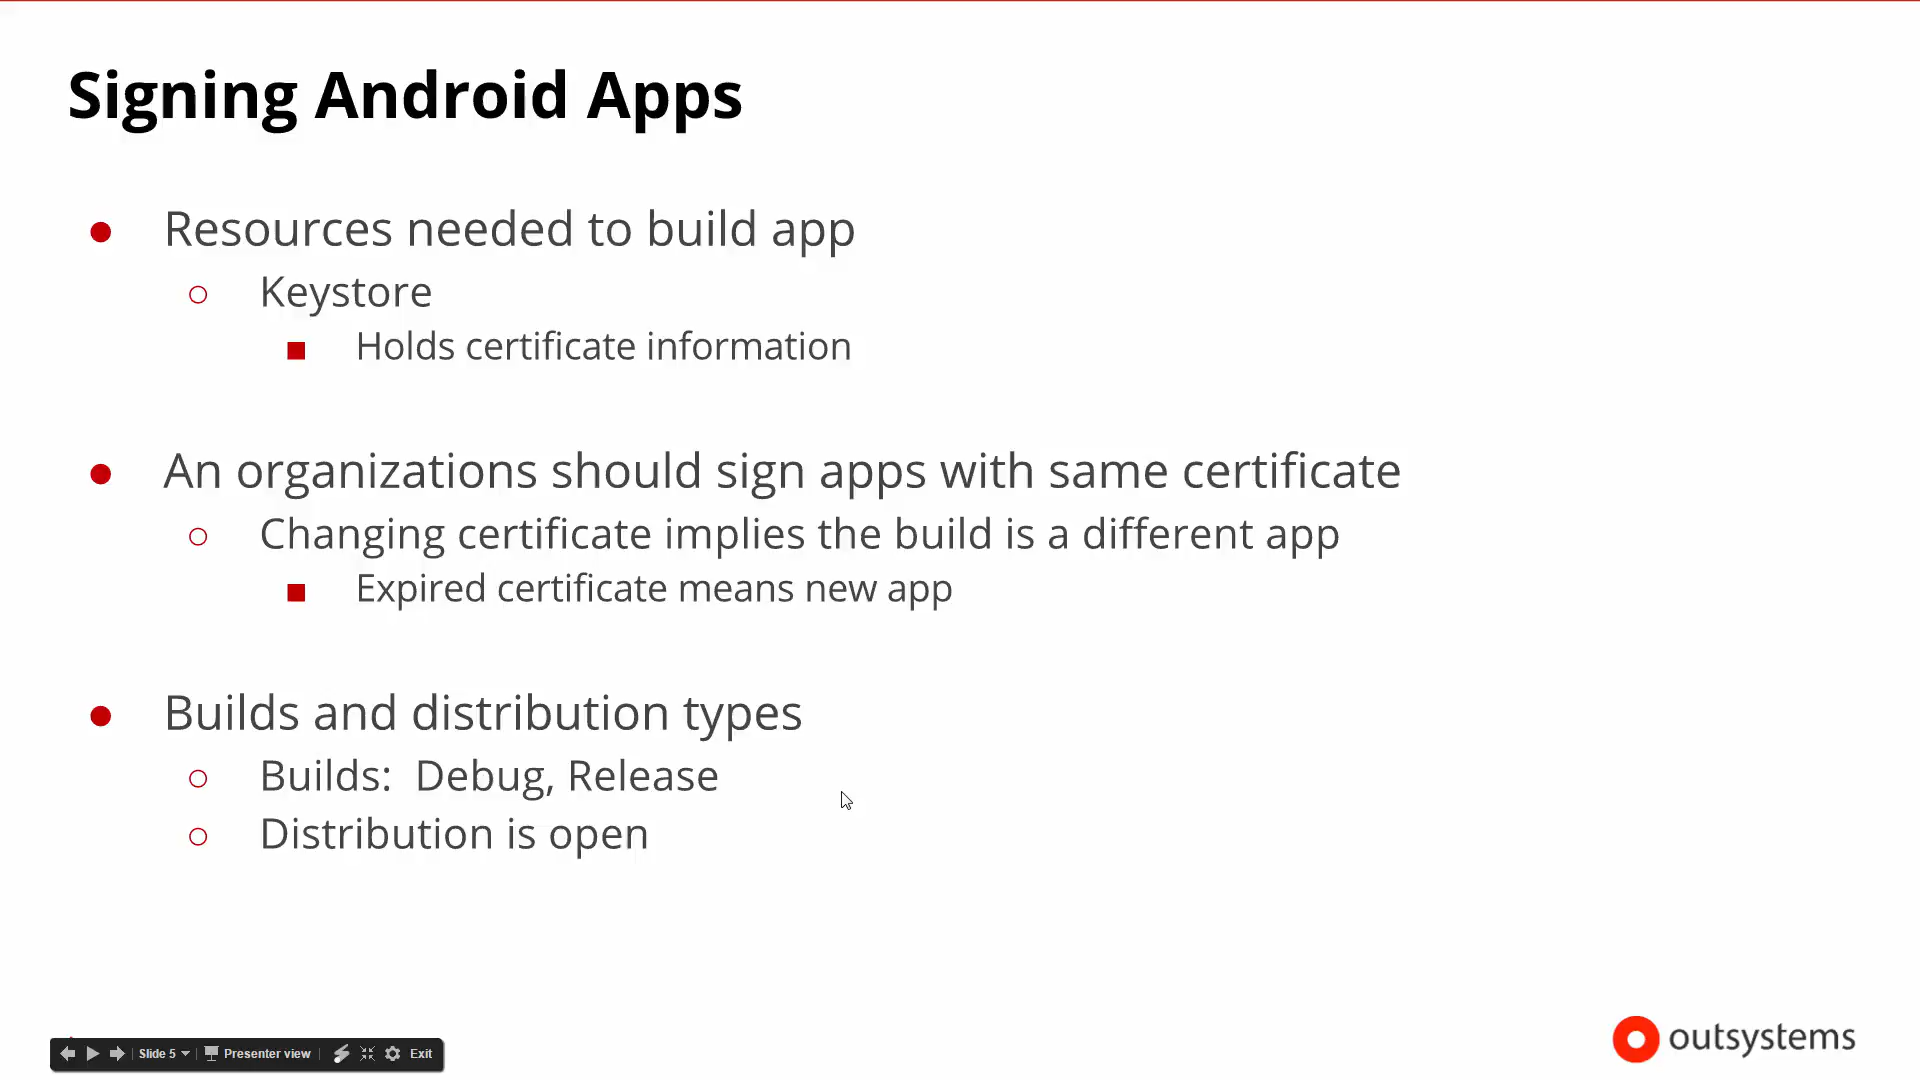 Signing Android Apps
Resources needed to build app
Keystore
Holds certificate information
An organizations should sign apps with same certificate
Changing certificate implies the build is a different app
Expired certificate means new app
Builds and distribution types
Builds: Debug, Release
Distribution is open
Slide 5 Presenter view Exit
outsystems